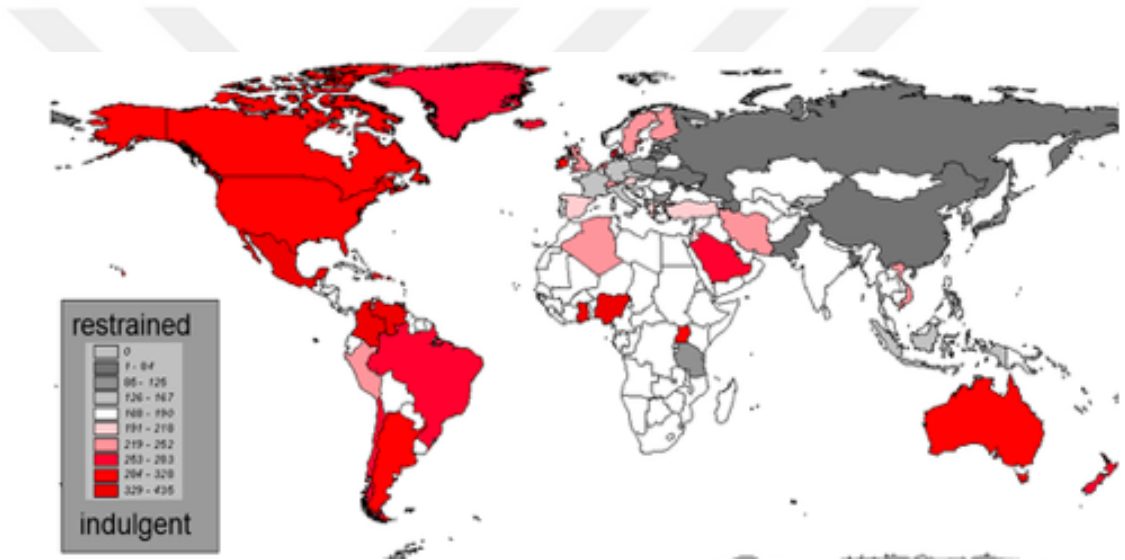 restrained
0
1 - 84
85 - 125
126 - 167
168 - 190
191 - 218
219 - 252
253 - 283
284 - 328
329 - 435
indulgent